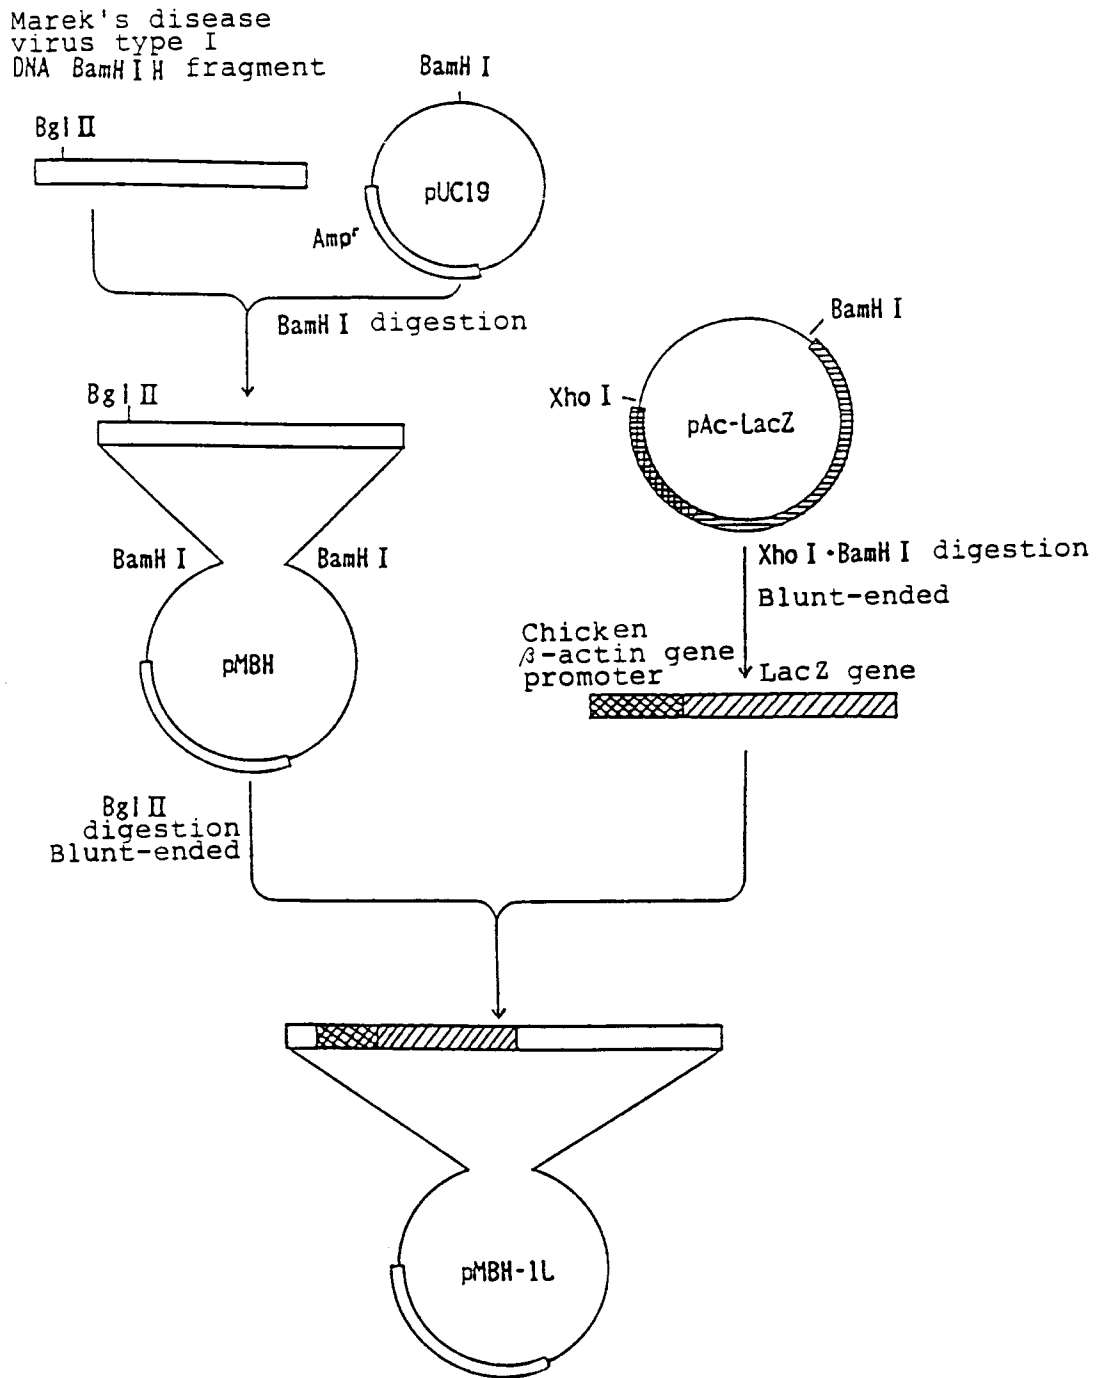 Marek's disease
virus type I
DNA BamH I H fragment
BamH I
Bgl II
pUC19
Ampr
BamH I digestion
BamH I
Bgl II
Xho I
pAc-LacZ
BamH I
BamH I
Xho I・BamH I digestion
Blunt-ended
Chicken
β-actin gene
promoter
LacZ gene
pMBH
Bgl II
digestion
Blunt-ended
pMBH-1L